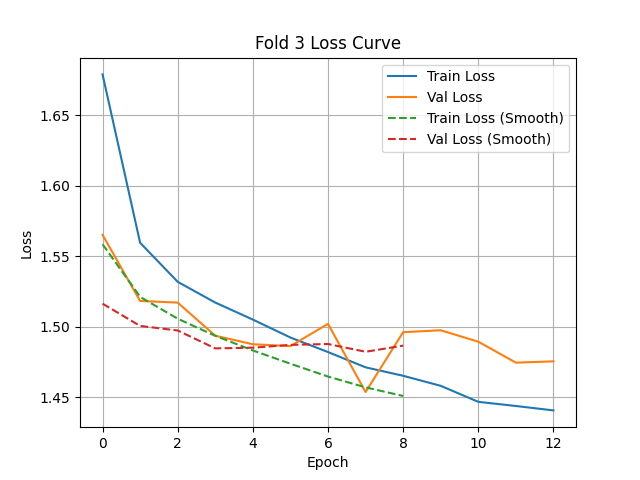 Fold 3 Loss Curve
Train Loss
Val Loss
Train Loss (Smooth)
Val Loss (Smooth)
1.65
1.60
1.55
1.50
1.45
Loss
0 2 4 6 8 10 12
Epoch